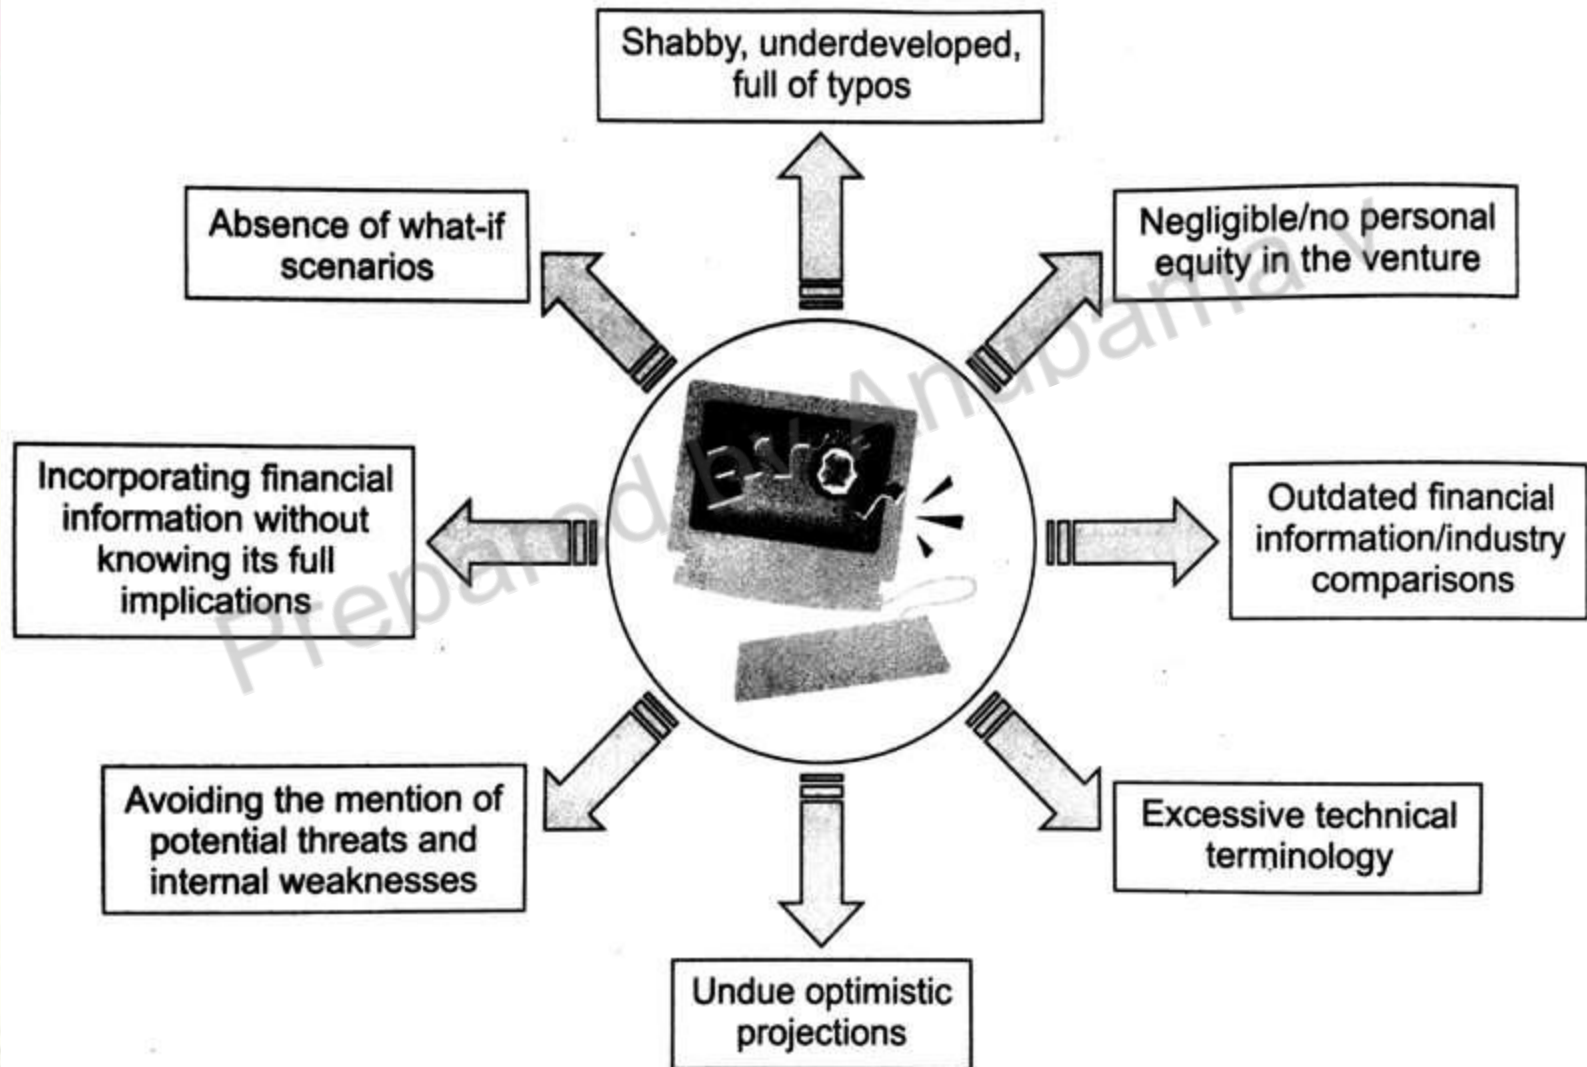 Shabby, underdeveloped,
full of typos
Absence of what-if
scenarios
Negligible/no personal
equity in the venture
Incorporating financial
information without
knowing its full
implications
Outdated financial
information/industry
comparisons
Avoiding the mention of
potential threats and
internal weaknesses
Excessive technical
terminology
Undue optimistic
projections
Prepared by Anubama v